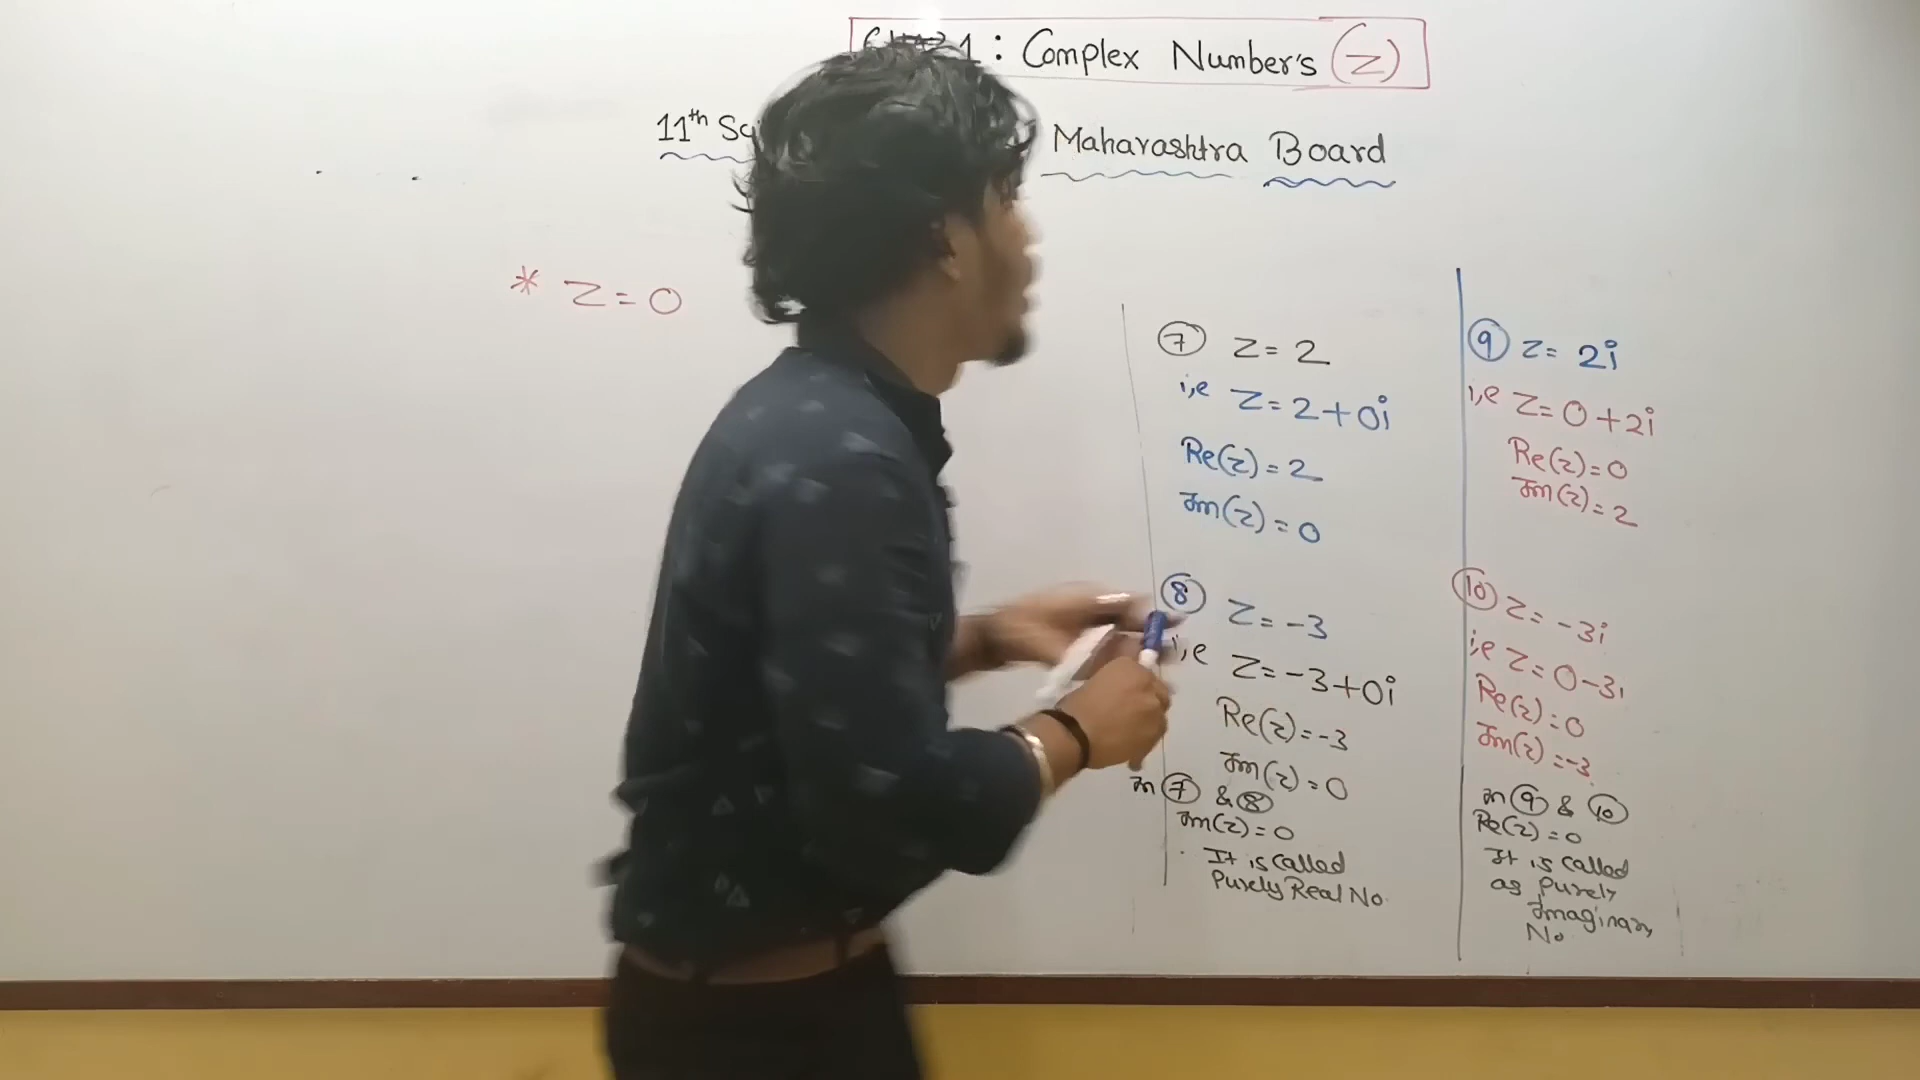 1 : Complex Number's (z)
11th Maharashtra Board
* z = 0
7 z = 2
i,e z = 2 + 0i
Re(z) = 2
Im(z) = 0
8 z = -3
i,e z = -3+0i
Re(z) = -3
Im(z) = 0
In 7 & 8
Im(z) = 0
It is called
Purely Real No.
9 z = 2i
i,e z = 0 + 2i
Re(z) = 0
Im(z) = 2
10 z = -3i
i,e z = 0 - 3i
Re(z) = 0
Im(z) = -3
In 9 & 10
Re(z) = 0
It is called
as Purely
Imaginary
No